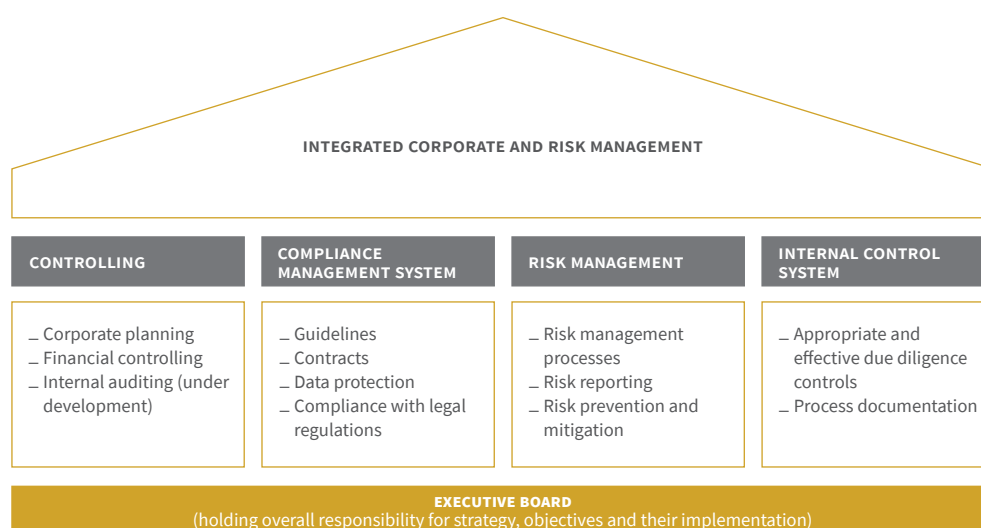 INTEGRATED CORPORATE AND RISK MANAGEMENT
CONTROLLING
COMPLIANCE
MANAGEMENT SYSTEM
RISK MANAGEMENT
INTERNAL CONTROL
SYSTEM
_ Corporate planning
_ Financial controlling
_ Internal auditing (under
development)
_ Guidelines
_ Contracts
_ Data protection
_ Compliance with legal
regulations
_ Risk management
processes
_ Risk reporting
_ Risk prevention and
mitigation
_ Appropriate and
effective due diligence
controls
_ Process documentation
EXECUTIVE BOARD
(holding overall responsibility for strategy, objectives and their implementation)